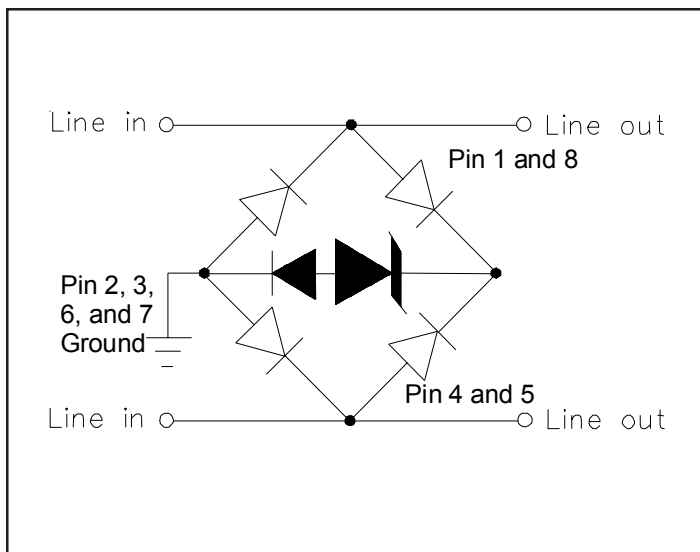 Line in
Line out
Pin 1 and 8
Pin 2, 3,
6, and 7
Ground
Pin 4 and 5
Line in
Line out